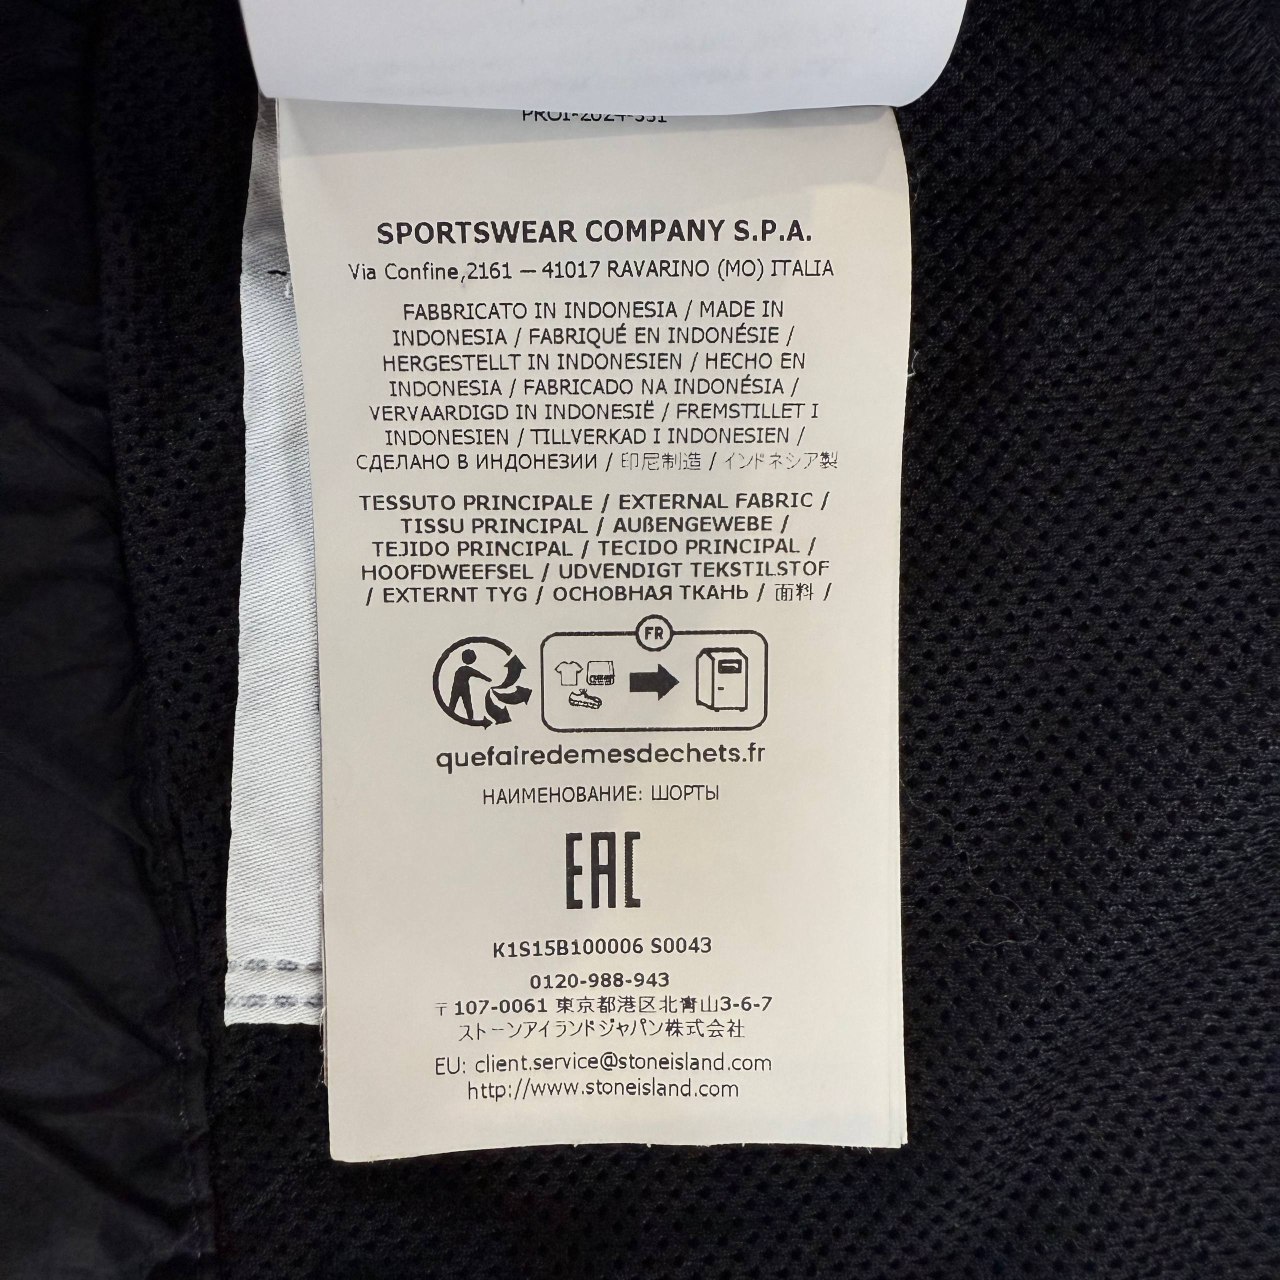 PROI-2024-331
SPORTSWEAR COMPANY S.P.A.
Via Confine,2161 — 41017 RAVARINO (MO) ITALIA
FABBRICATO IN INDONESIA / MADE IN
INDONESIA / FABRIQUÉ EN INDONÉSIE /
HERGESTELLT IN INDONESIEN / HECHO EN
INDONESIA / FABRICADO NA INDONÉSIA /
VERVAARDIGD IN INDONESIË / FREMSTILLET I
INDONESIEN / TILLVERKAD I INDONESIEN /
СДЕЛАНО В ИНДОНЕЗИИ / 印尼制造 / インドネシア製
TESSUTO PRINCIPALE / EXTERNAL FABRIC /
TISSU PRINCIPAL / AUßENGEWEBE /
TEJIDO PRINCIPAL / TECIDO PRINCIPAL /
HOOFDWEEFSEL / UDVENDIGT TEKSTILSTOF
/ EXTERNT TYG / ОСНОВНАЯ ТКАНЬ / 面料 /
FR
quefairedemesdechets.fr
НАИМЕНОВАНИЕ: ШОРТЫ
EAC
K1S15B100006 S0043
0120-988-943
〒107-0061 東京都港区北青山3-6-7
ストーンアイランドジャパン株式会社
EU: client.service@stoneisland.com
http://www.stoneisland.com